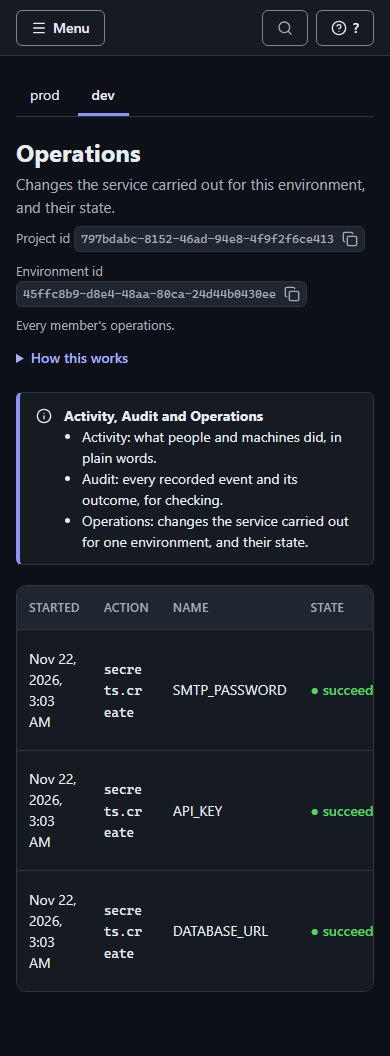 Menu
?
prod
dev
Operations
Changes the service carried out for this environment,
and their state.
Project id 797bdabc-8152-46ad-94e8-4f9f2f6ce413
Environment id
45ffc8b9-d8e4-48aa-80ca-24d44b0430ee
Every member's operations.
How this works
Activity, Audit and Operations
• Activity: what people and machines did, in
plain words.
• Audit: every recorded event and its
outcome, for checking.
• Operations: changes the service carried out
for one environment, and their state.
STARTED ACTION NAME STATE
Nov 22,
2026,
3:03
AM
secre
ts.cr
eate
SMTP_PASSWORD
succeed
Nov 22,
2026,
3:03
AM
secre
ts.cr
eate
API_KEY
succeed
Nov 22,
2026,
3:03
AM
secre
ts.cr
eate
DATABASE_URL
succeed